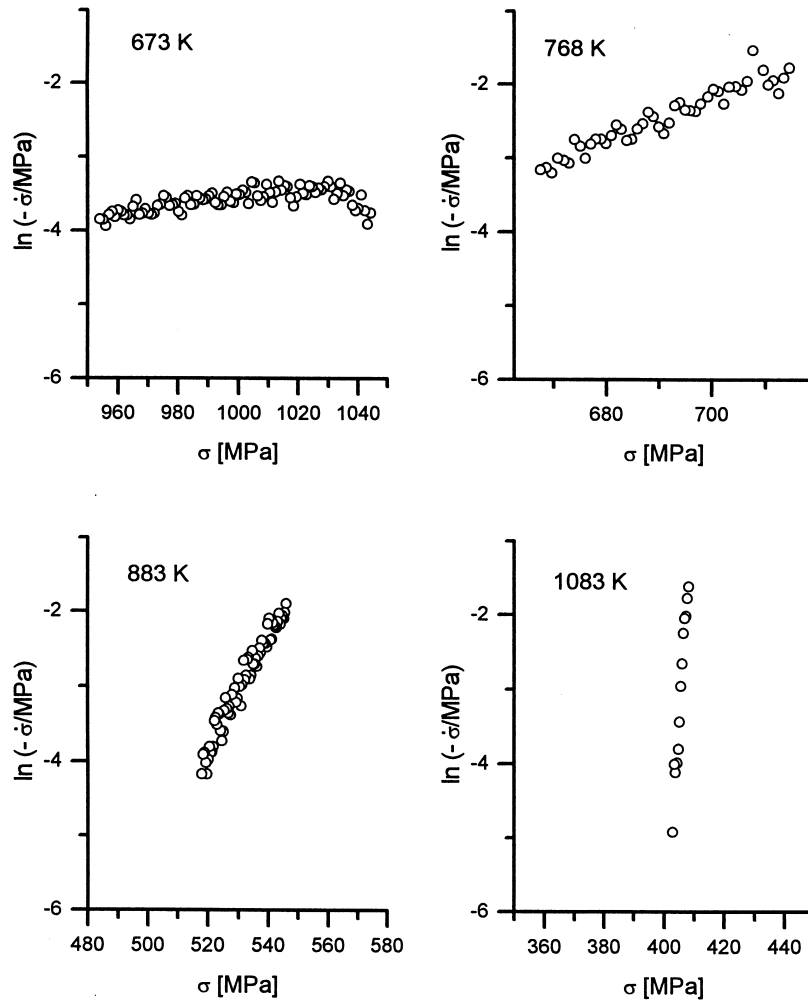 673 K
-2
-4
-6
ln (- σ̇/MPa)
960 980 1000 1020 1040
σ [MPa]
768 K
-2
-4
-6
ln (- σ̇/MPa)
680 700
σ [MPa]
883 K
-2
-4
-6
ln (- σ̇/MPa)
480 500 520 540 560 580
σ [MPa]
1083 K
-2
-4
-6
ln (- σ̇/MPa)
360 400 420 440
σ [MPa]